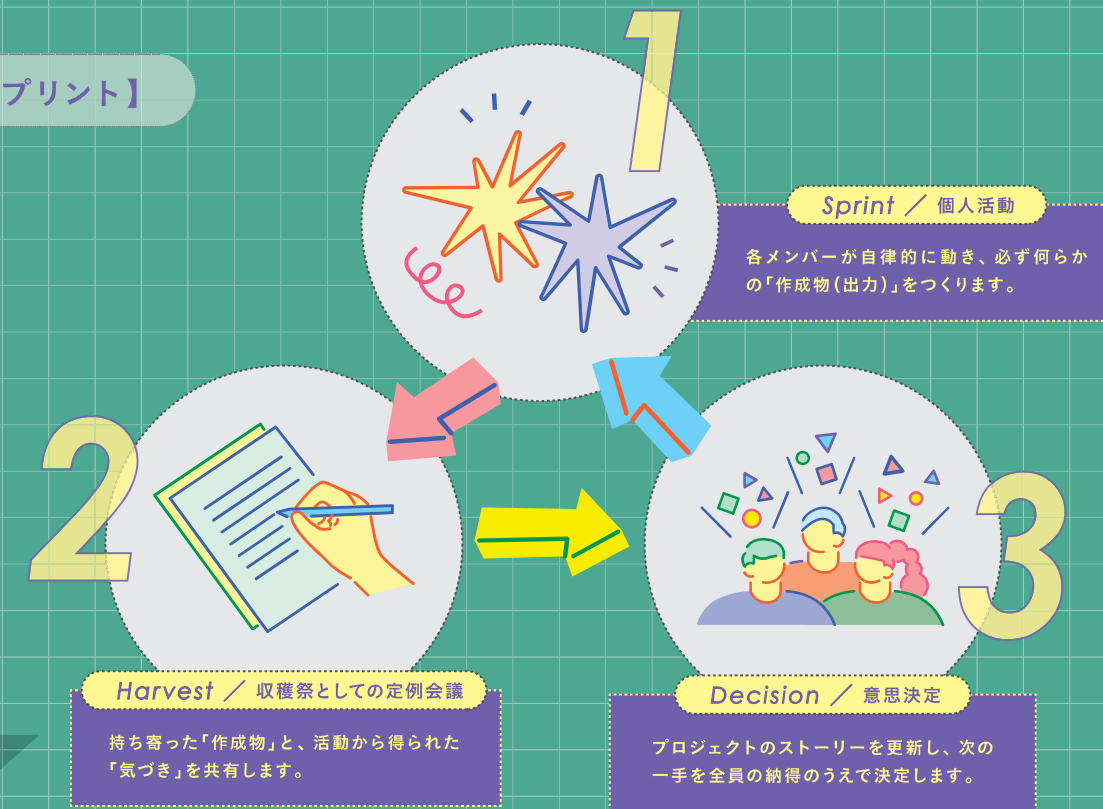 プリント】
1
Sprint／個人活動
各メンバーが自律的に動き、必ず何らか
の「作成物(出力)」をつくります。
2
Harvest／収穫祭としての定例会議
持ち寄った「作成物」と、活動から得られた
「気づき」を共有します。
3
Decision／意思決定
プロジェクトのストーリーを更新し、次の
一手を全員の納得のうえで決定します。